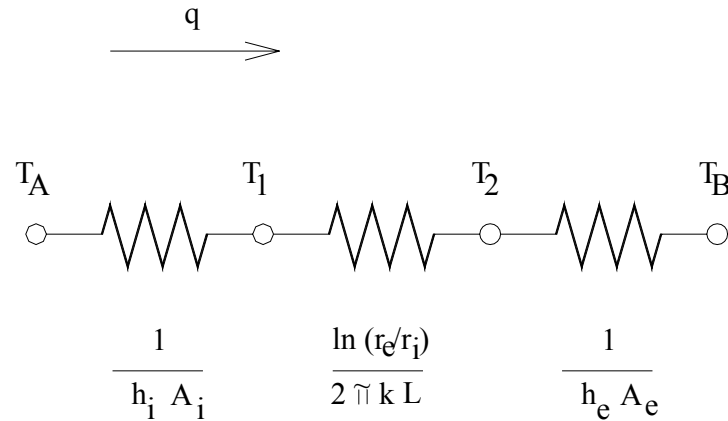 q
T_A T_1 T_2 T_B
1 ln (r_e/r_i) 1
h_i A_i 2 π k L h_e A_e